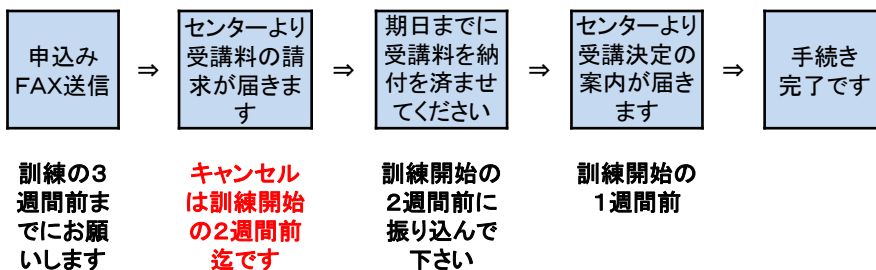 申込み
FAX送信
⇒
センターより
受講料の請
求が届きま
す
⇒
期日までに
受講料を納
付を済ませ
てください
⇒
センターより
受講決定の
案内が届き
ます
⇒
手続き
完了です
訓練の3
週間前ま
でにお願
いします
キャンセル
は訓練開始
の2週間前
迄です
訓練開始の
2週間前に
振り込んで
下さい
訓練開始の
1週間前